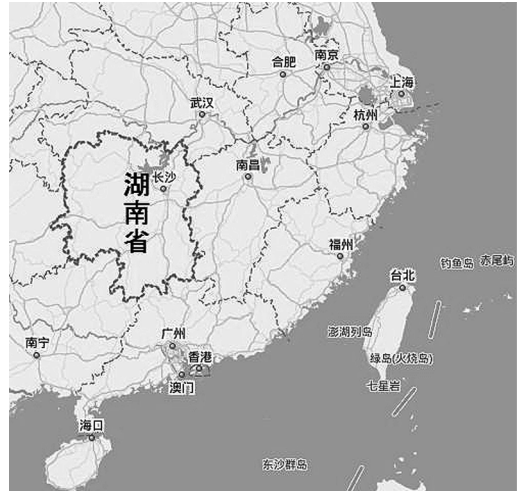 合肥
南京
上海
武汉
杭州
南昌
长沙
湖南省
福州
钓鱼岛
赤尾屿
台北
澎湖列岛
绿岛(火烧岛)
七星岩
广州
香港
澳门
南宁
海口
东沙群岛